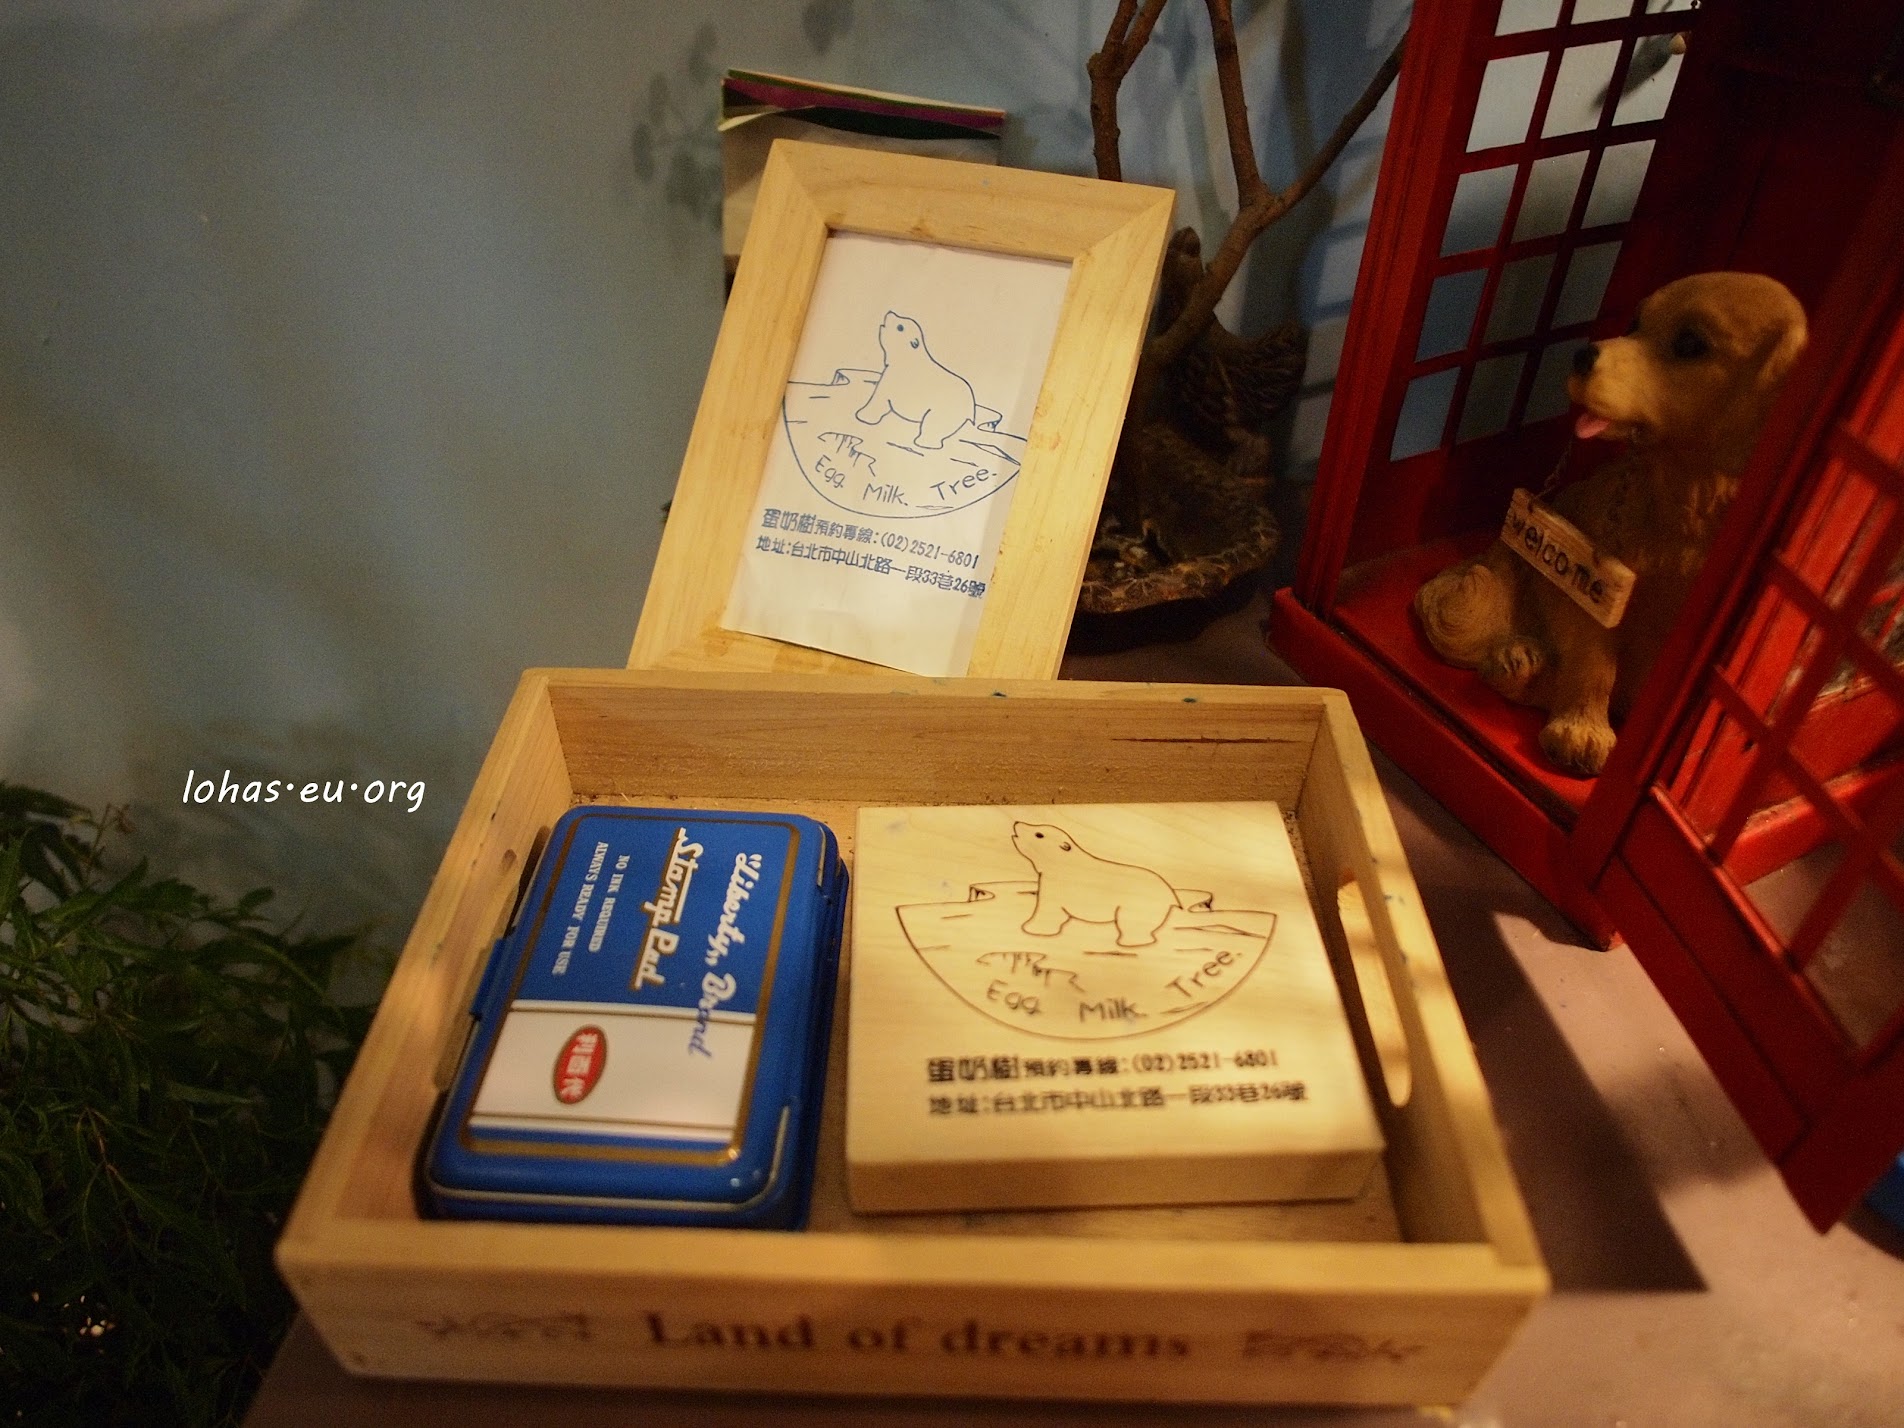 Egg. Milk. Tree.
蛋奶樹預約專線:(02)2521-6801
地址:台北市中山北路一段33巷26號
welcome
lohas·eu·org
"Liberty" Brand
Stamp Pad
NO INK REQUIRED
ALWAYS READY FOR USE
利百代
Egg. Milk. Tree.
蛋奶樹預約專線:(02)2521-6801
地址:台北市中山北路一段33巷26號
Land of dreams